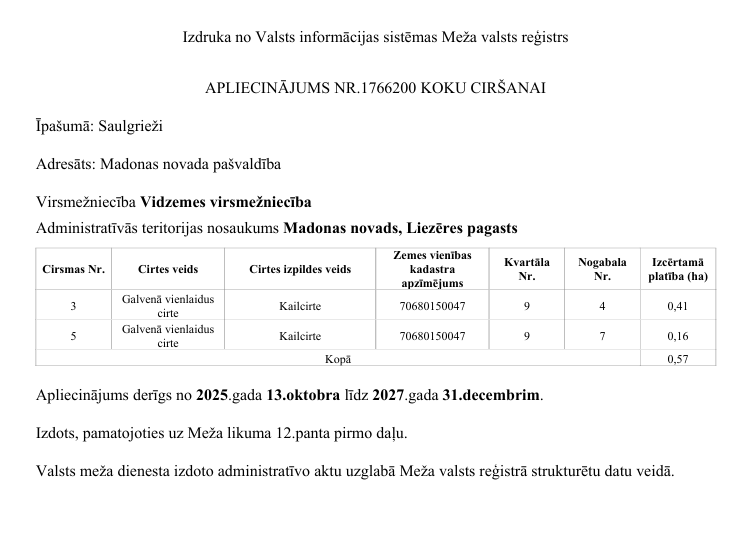 Izdruka no Valsts informācijas sistēmas Meža valsts reģistrs
APLIECINĀJUMS NR.1766200 KOKU CIRŠANAI
Īpašumā: Saulgrieži
Adresāts: Madonas novada pašvaldība
Virsmežniecība Vidzemes virsmežniecība
Administratīvās teritorijas nosaukums Madonas novads, Liezēres pagasts
Cirsmas Nr. Cirtes veids Cirtes izpildes veids Zemes vienības kadastra apzīmējums Kvartāla Nr. Nogabala Nr. Izcērtamā platība (ha)
3 Galvenā vienlaidus cirte Kailcirte 70680150047 9 4 0,41
5 Galvenā vienlaidus cirte Kailcirte 70680150047 9 7 0,16
Kopā 0,57
Apliecinājums derīgs no 2025.gada 13.oktobra līdz 2027.gada 31.decembrim.
Izdots, pamatojoties uz Meža likuma 12.panta pirmo daļu.
Valsts meža dienesta izdoto administratīvo aktu uzglabā Meža valsts reģistrā strukturētu datu veidā.